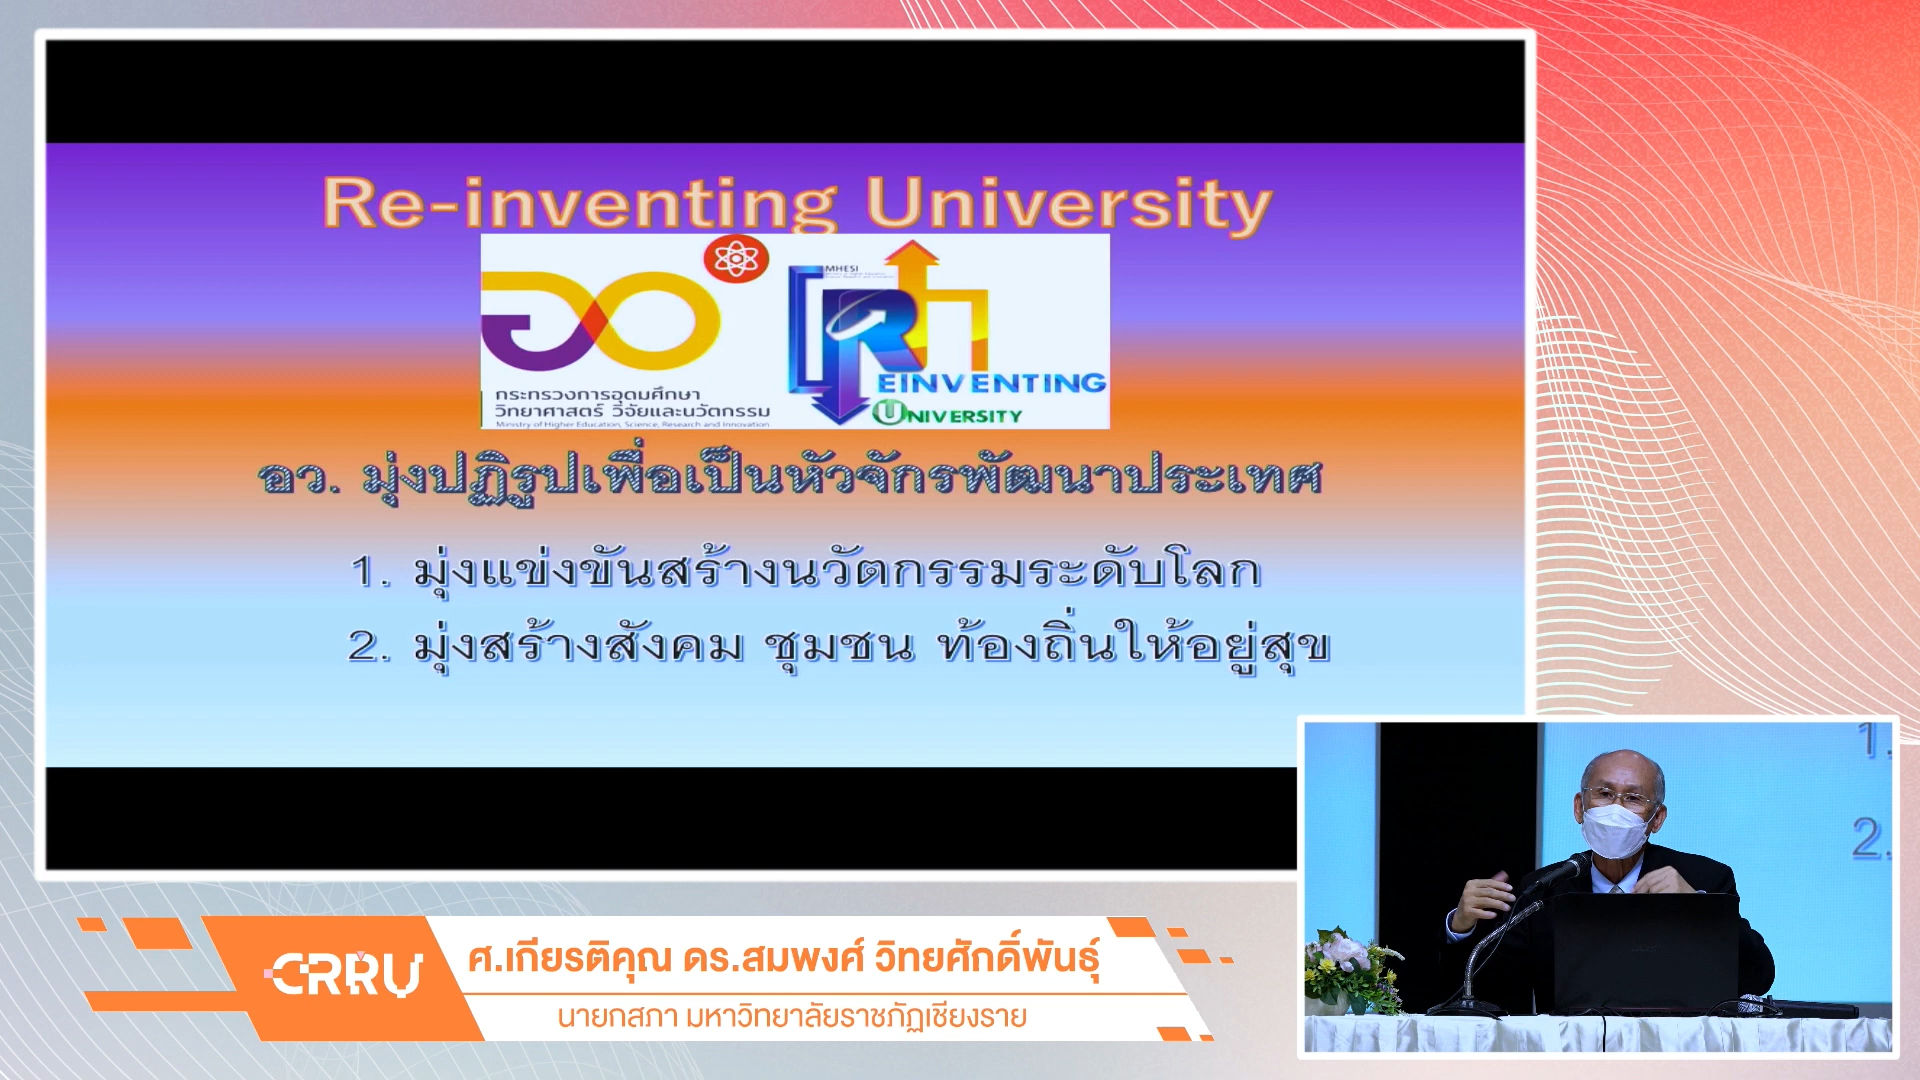 Re-inventing University
MHESI
REINVENTING
UNIVERSITY
กระทรวงการอุดมศึกษา
วิทยาศาสตร์ วิจัยและนวัตกรรม
Ministry of Higher Education, Science, Research and Innovation
อว. มุ่งปฏิรูปเพื่อเป็นหัวจักรพัฒนาประเทศ
1. มุ่งแข่งขันสร้างนวัตกรรมระดับโลก
2. มุ่งสร้างสังคม ชุมชน ท้องถิ่นให้อยู่สุข
1.
2.
CRRU
ศ.เกียรติคุณ ดร.สมพงศ์ วิทยศักดิ์พันธุ์
นายกสภา มหาวิทยาลัยราชภัฏเชียงราย